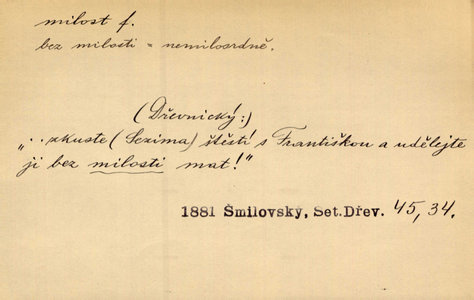 milost f.
bez milosti = nemilosrdně.
(Dřevnický:)
"..zkuste (Sezima) štěstí s Františkou a udělejte
ji bez milosti mat!"
1881 Šmilovský, Set.Dřev. 45, 34.